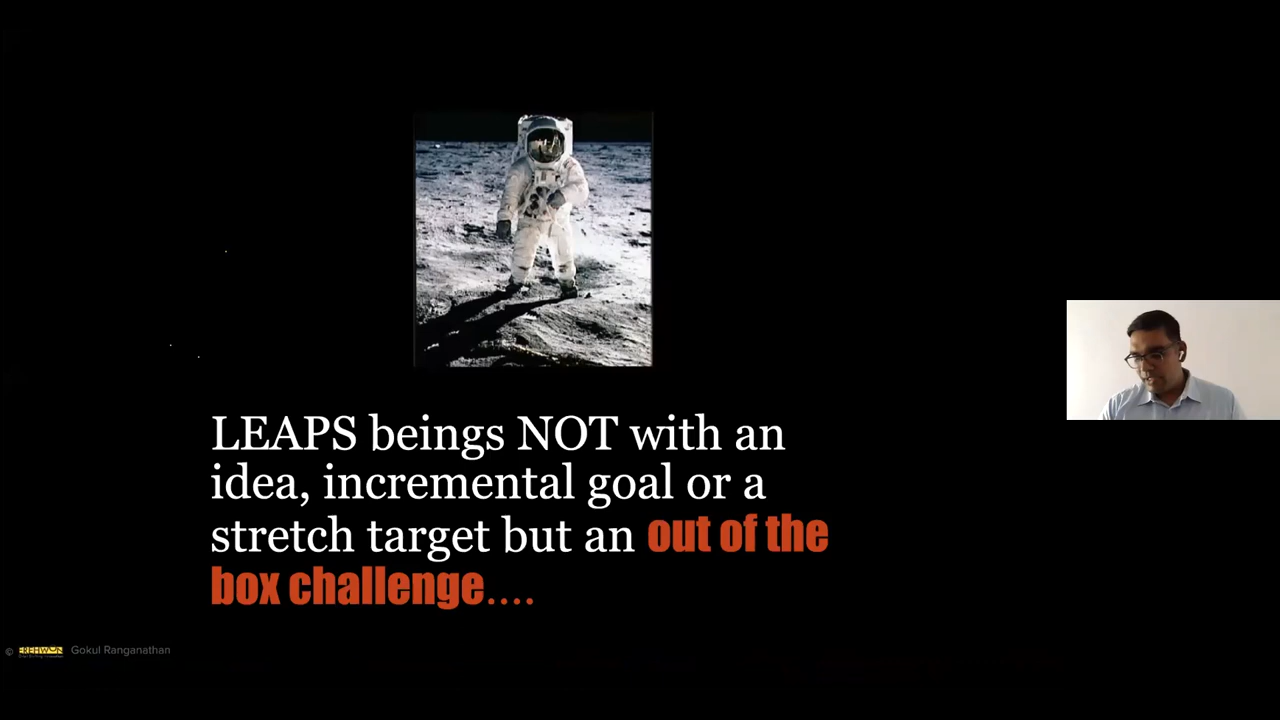 LEAPS beings NOT with an
idea, incremental goal or a
stretch target but an out of the
box challenge....
© EREHWON Gokul Ranganathan